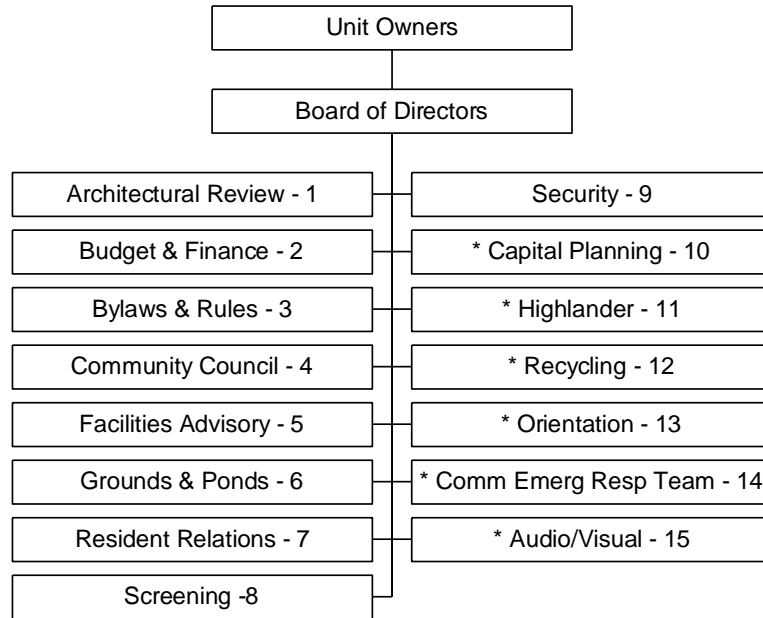 Unit Owners
Board of Directors
Architectural Review - 1
Budget & Finance - 2
Bylaws & Rules - 3
Community Council - 4
Facilities Advisory - 5
Grounds & Ponds - 6
Resident Relations - 7
Screening -8
Security - 9
* Capital Planning - 10
* Highlander - 11
* Recycling - 12
* Orientation - 13
* Comm Emerg Resp Team - 14
* Audio/Visual - 15